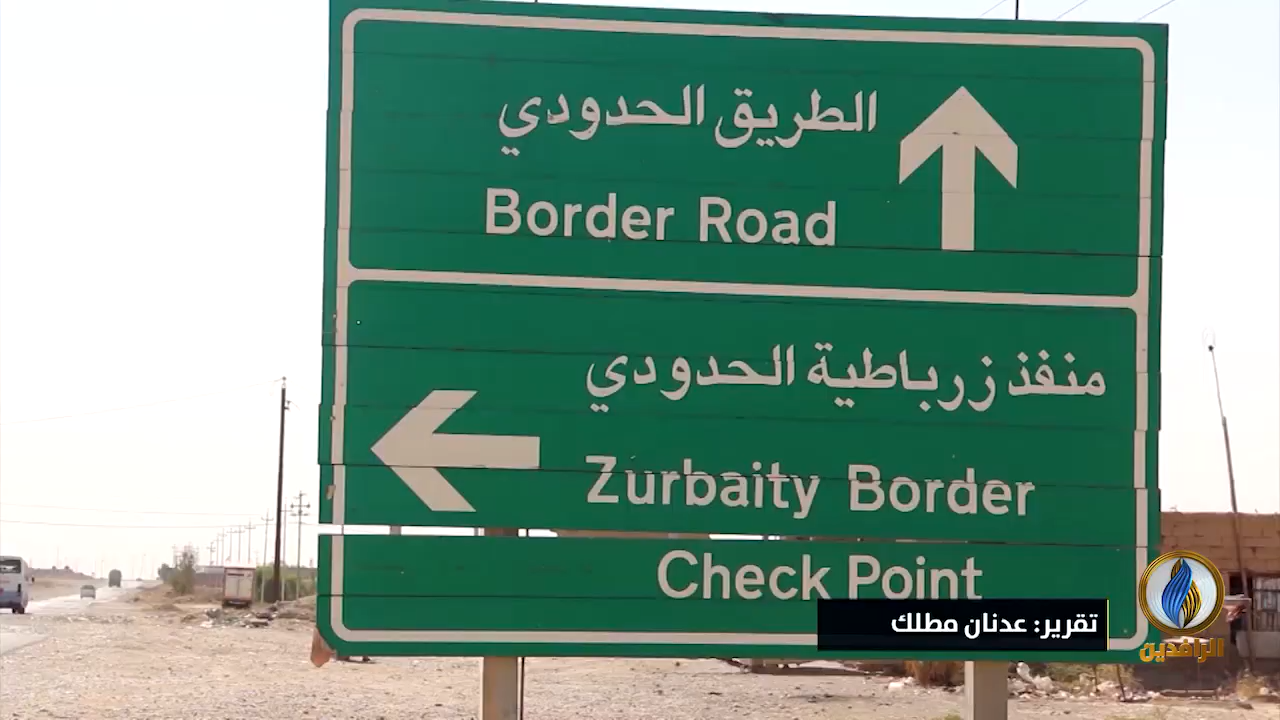 الطريق الحدودي
Border Road
منفذ زرباطية الحدودي
Zurbaity Border
Check Point
تقرير: عدنان مطلك
الرافدين